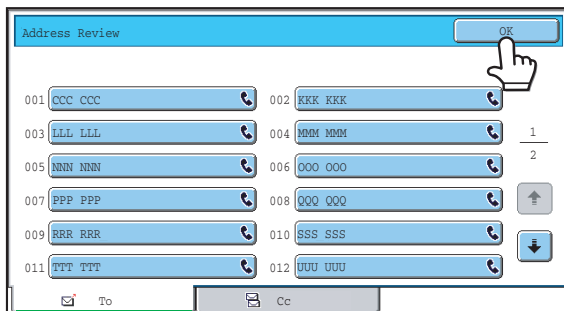 Address Review OK
001 CCC CCC 002 KKK KKK
003 LLL LLL 004 MMM MMM
1
005 NNN NNN 006 OOO OOO
2
007 PPP PPP 008 QQQ QQQ
009 RRR RRR 010 SSS SSS
011 TTT TTT 012 UUU UUU
To Cc